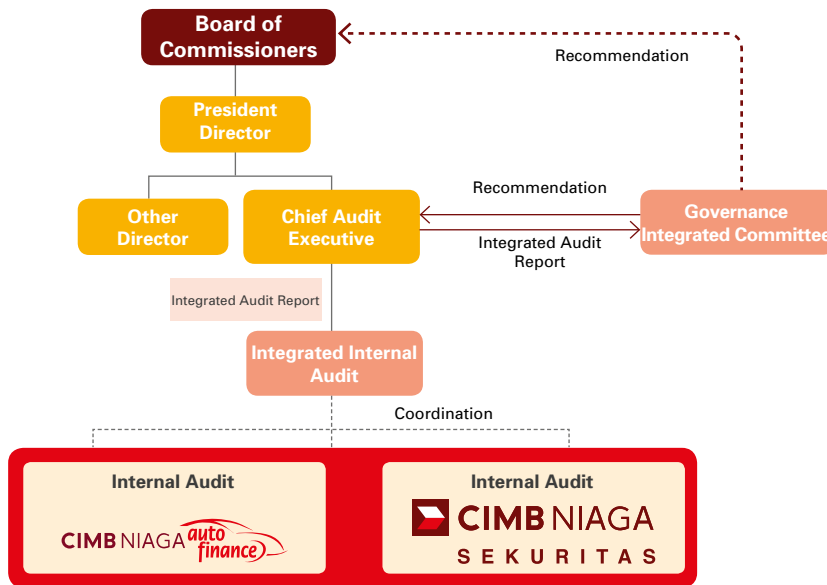 Board of
Commissioners
Recommendation
President
Director
Other
Director
Chief Audit
Executive
Recommendation
Integrated Audit
Report
Governance
Integrated Committee
Integrated Audit Report
Integrated Internal
Audit
Coordination
Internal Audit
CIMB NIAGA auto
finance
Internal Audit
CIMB NIAGA
SEKURITAS